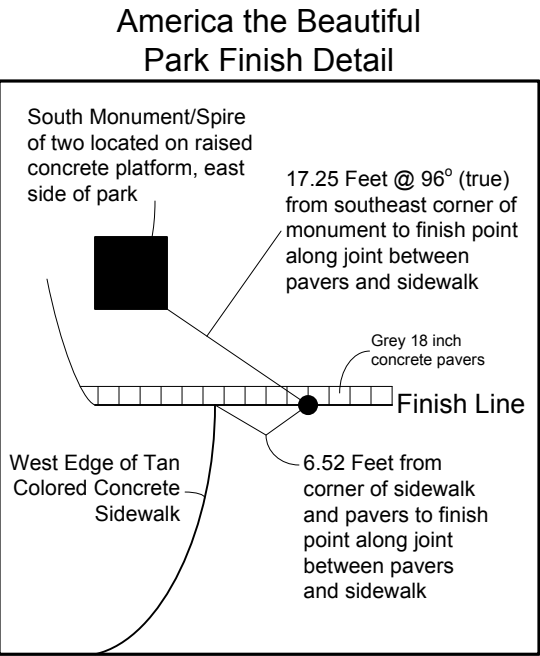 America the Beautiful
Park Finish Detail
South Monument/Spire
of two located on raised
concrete platform, east
side of park
17.25 Feet @ 96° (true)
from southeast corner of
monument to finish point
along joint between
pavers and sidewalk
Grey 18 inch
concrete pavers
Finish Line
West Edge of Tan
Colored Concrete
Sidewalk
6.52 Feet from
corner of sidewalk
and pavers to finish
point along joint
between pavers
and sidewalk